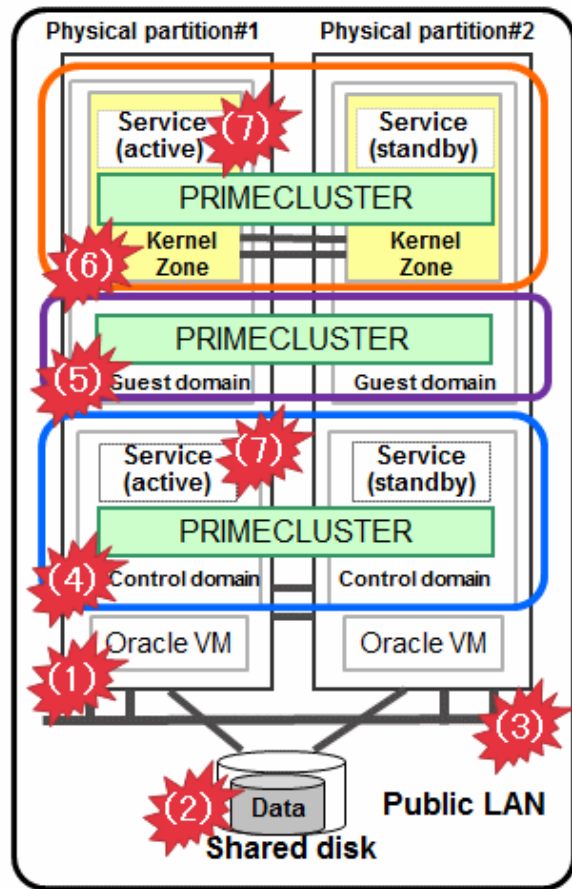 Physical partition#1 Physical partition#2
Service
(active)
(7)
Service
(standby)
PRIMECLUSTER
(6)
Kernel
Zone
Kernel
Zone
PRIMECLUSTER
(5)
Guest domain
Guest domain
Service
(active)
(7)
Service
(standby)
PRIMECLUSTER
(4)
Control domain
Control domain
Oracle VM
Oracle VM
(1)
(3)
(2)
Data
Public LAN
Shared disk